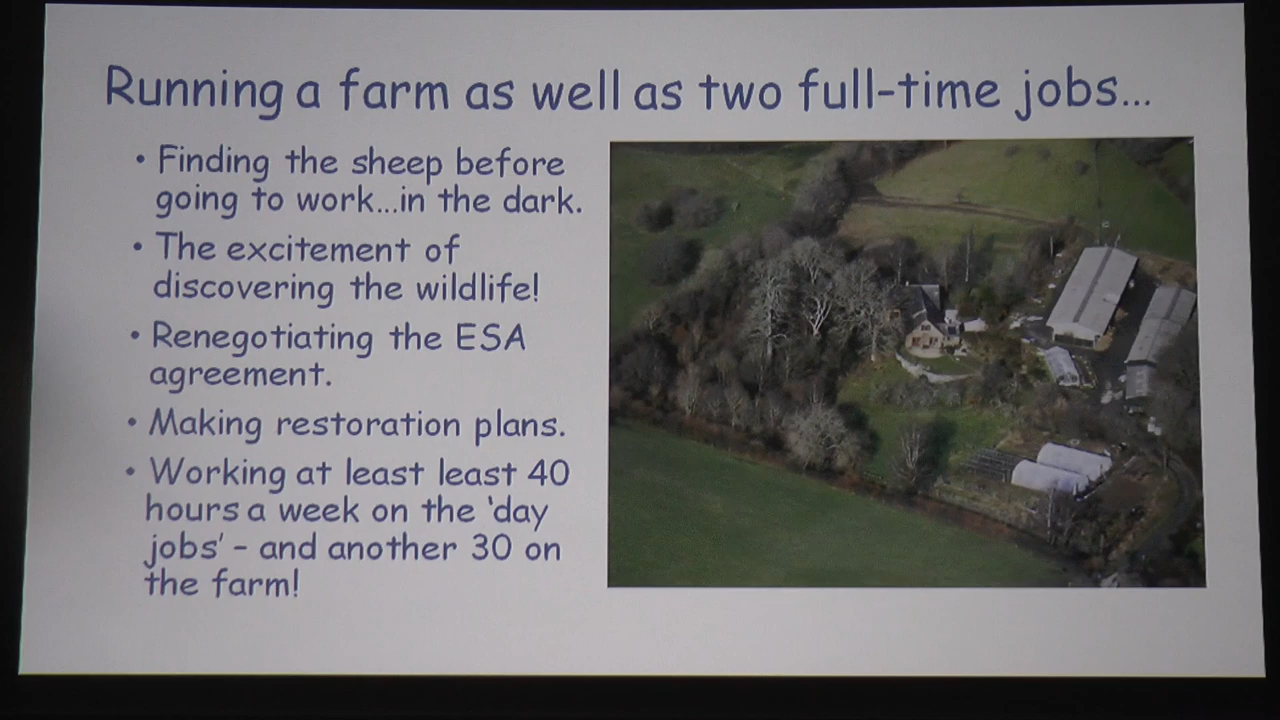 Running a farm as well as two full-time jobs...
• Finding the sheep before
going to work...in the dark.
• The excitement of
discovering the wildlife!
• Renegotiating the ESA
agreement.
• Making restoration plans.
• Working at least least 40
hours a week on the ‘day
jobs’ – and another 30 on
the farm!